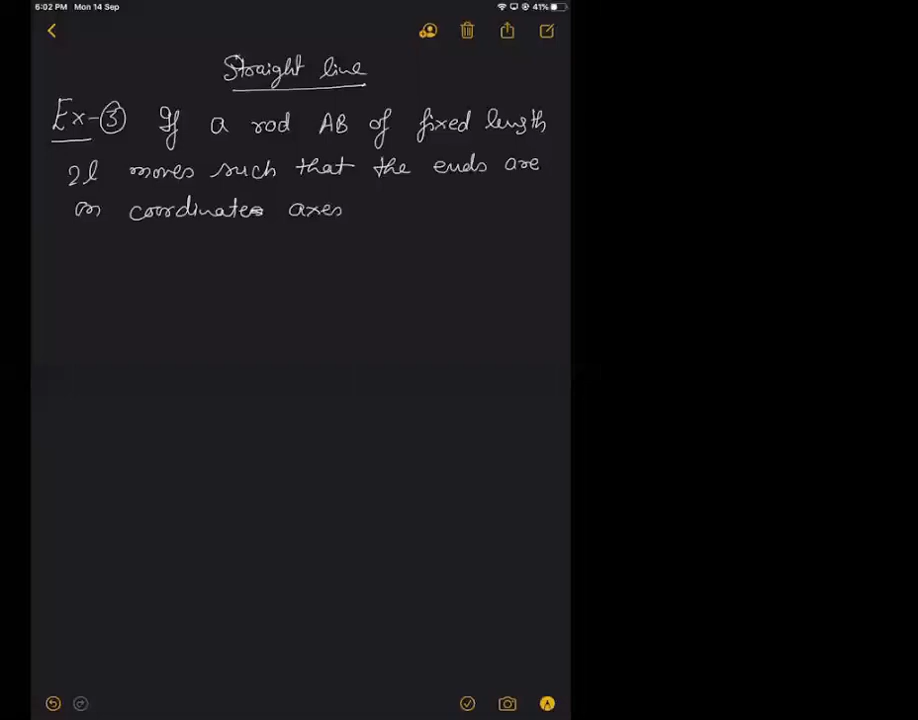 6:02 PM Mon 14 Sep 41%
Straight line
Ex-③ If a rod AB of fixed length
2l moves such that the ends are
on coordinate axes